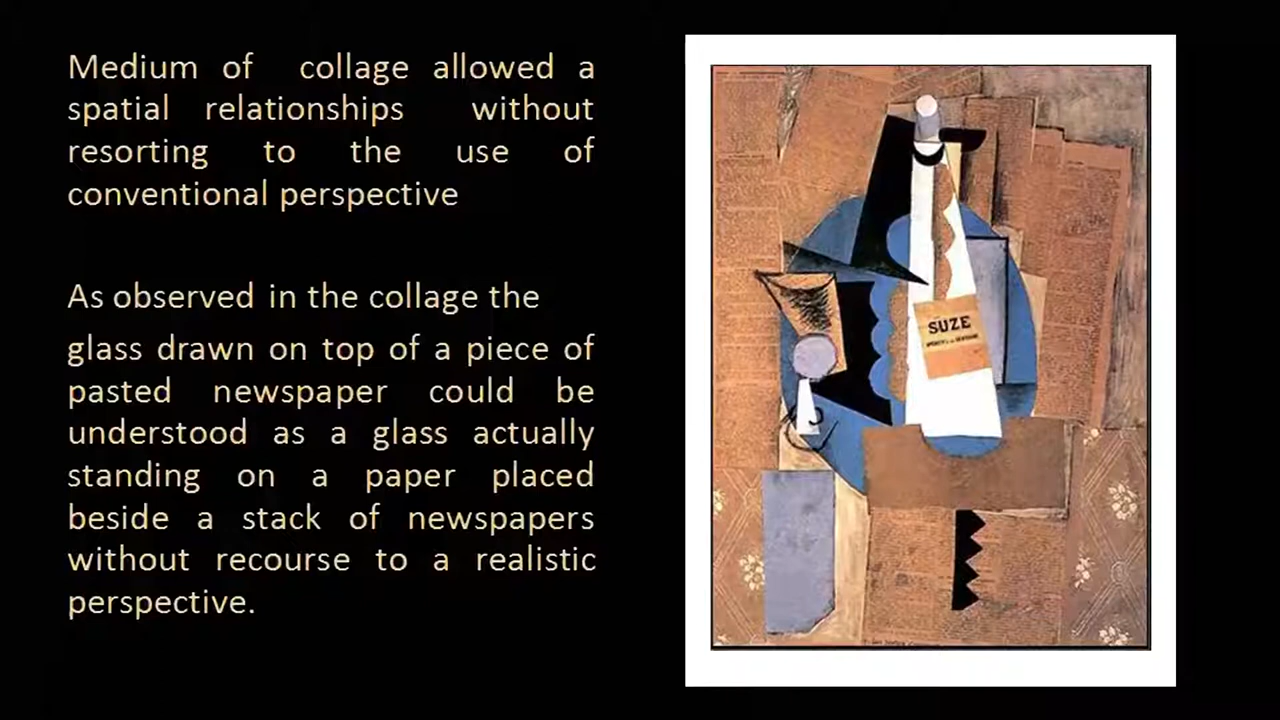 Medium of collage allowed a
spatial relationships without
resorting to the use of
conventional perspective
As observed in the collage the
glass drawn on top of a piece of
pasted newspaper could be
understood as a glass actually
standing on a paper placed
beside a stack of newspapers
without recourse to a realistic
perspective.
SUZE